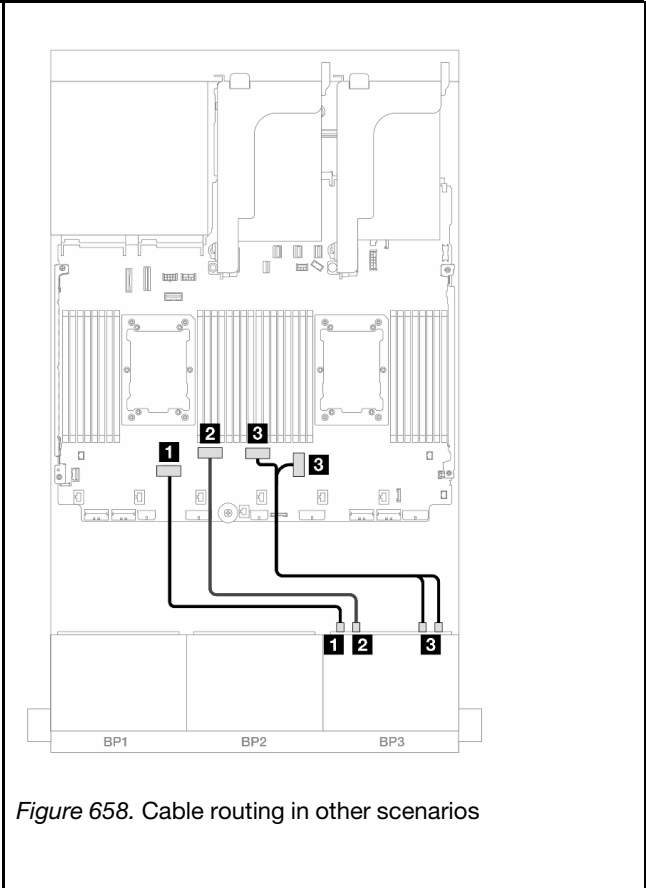 2
3
1
3
1
2
3
BP1
BP2
BP3
Figure 658. Cable routing in other scenarios